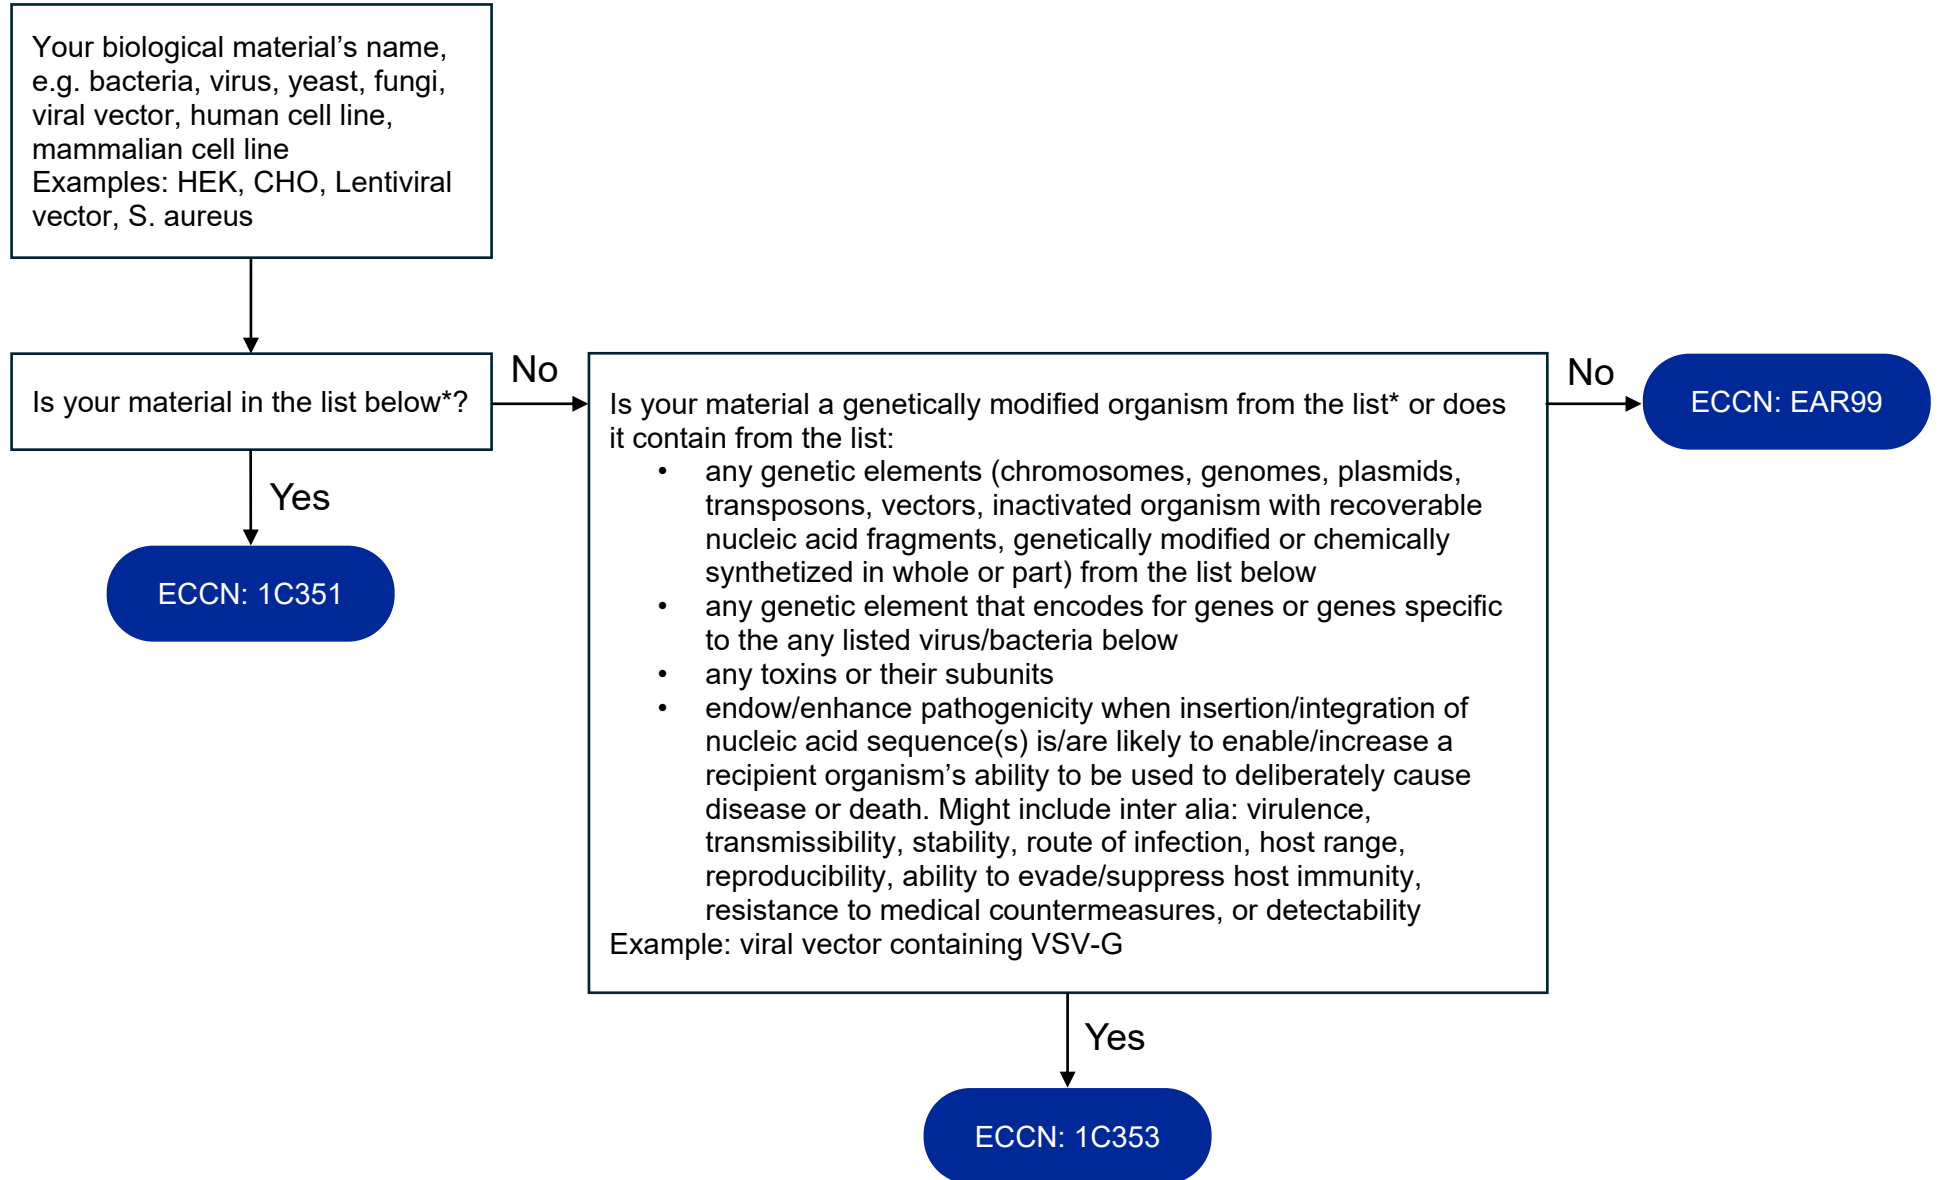 Your biological material’s name,
e.g. bacteria, virus, yeast, fungi,
viral vector, human cell line,
mammalian cell line
Examples: HEK, CHO, Lentiviral
vector, S. aureus
Is your material in the list below*?
No
Yes
ECCN: 1C351
Is your material a genetically modified organism from the list* or does
it contain from the list:
• any genetic elements (chromosomes, genomes, plasmids,
transposons, vectors, inactivated organism with recoverable
nucleic acid fragments, genetically modified or chemically
synthetized in whole or part) from the list below
• any genetic element that encodes for genes or genes specific
to the any listed virus/bacteria below
• any toxins or their subunits
• endow/enhance pathogenicity when insertion/integration of
nucleic acid sequence(s) is/are likely to enable/increase a
recipient organism’s ability to be used to deliberately cause
disease or death. Might include inter alia: virulence,
transmissibility, stability, route of infection, host range,
reproducibility, ability to evade/suppress host immunity,
resistance to medical countermeasures, or detectability
Example: viral vector containing VSV-G
No
ECCN: EAR99
Yes
ECCN: 1C353